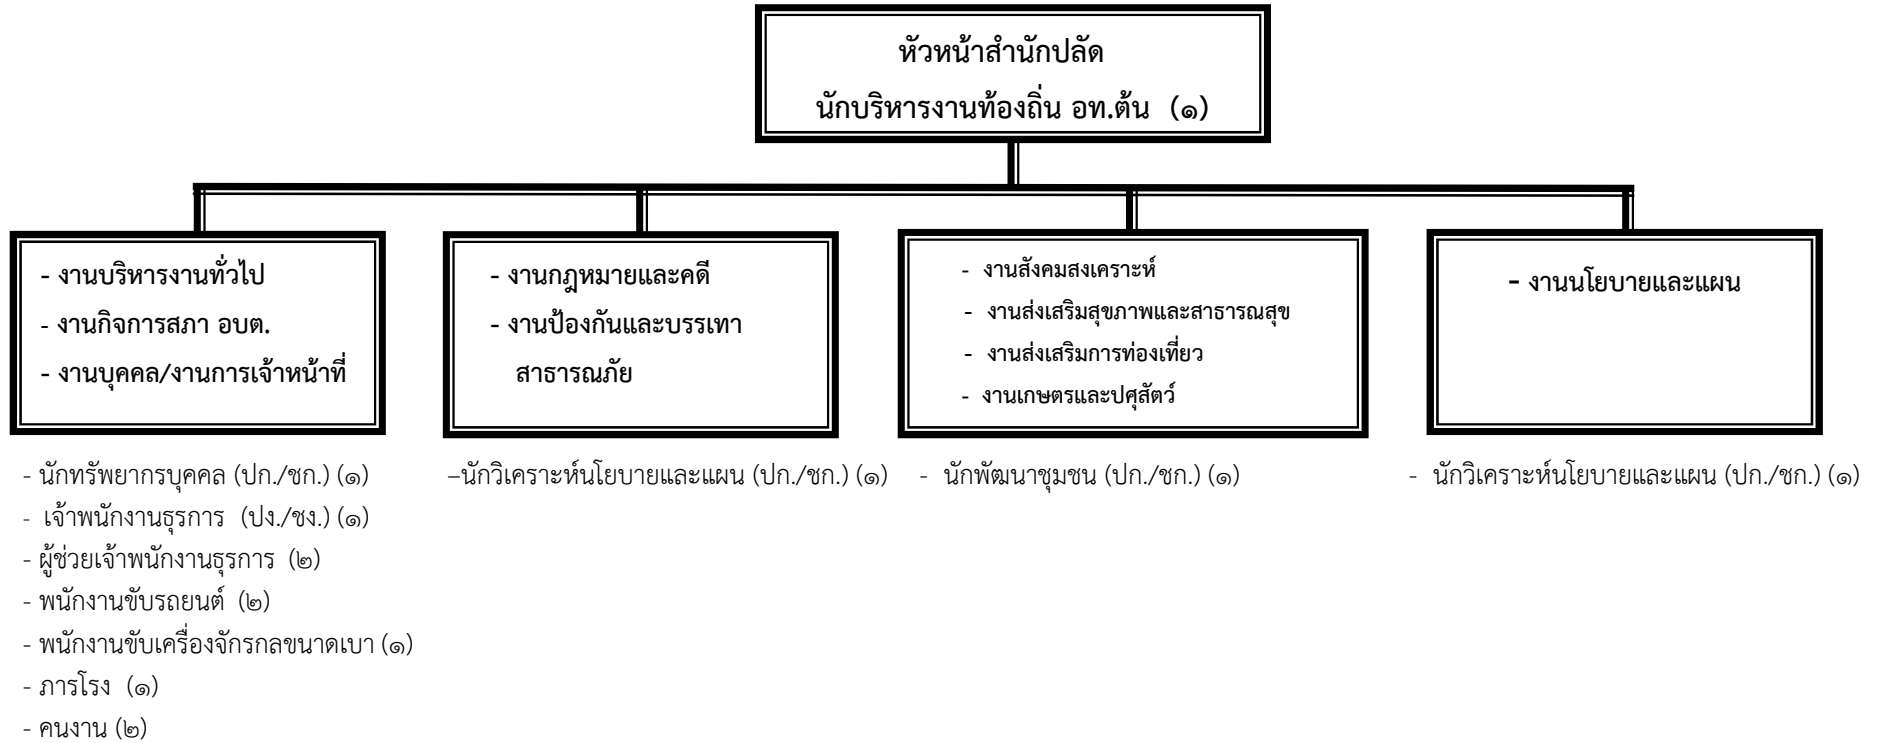 หัวหน้าสำนักปลัด
นักบริหารงานท้องถิ่น อท.ต้น (๑)
- งานบริหารงานทั่วไป
- งานกิจการสภา อบต.
- งานบุคคล/งานการเจ้าหน้าที่
- งานกฎหมายและคดี
- งานป้องกันและบรรเทา
สาธารณภัย
- งานสังคมสงเคราะห์
- งานส่งเสริมสุขภาพและสาธารณสุข
- งานส่งเสริมการท่องเที่ยว
- งานเกษตรและปศุสัตว์
- งานนโยบายและแผน
- นักทรัพยากรบุคคล (ปก./ชก.) (๑)
- เจ้าพนักงานธุรการ (ปง./ชง.) (๑)
- ผู้ช่วยเจ้าพนักงานธุรการ (๒)
- พนักงานขับรถยนต์ (๒)
- พนักงานขับเครื่องจักรกลขนาดเบา (๑)
- ภารโรง (๑)
- คนงาน (๒)
–นักวิเคราะห์นโยบายและแผน (ปก./ชก.) (๑)
- นักพัฒนาชุมชน (ปก./ชก.) (๑)
- นักวิเคราะห์นโยบายและแผน (ปก./ชก.) (๑)